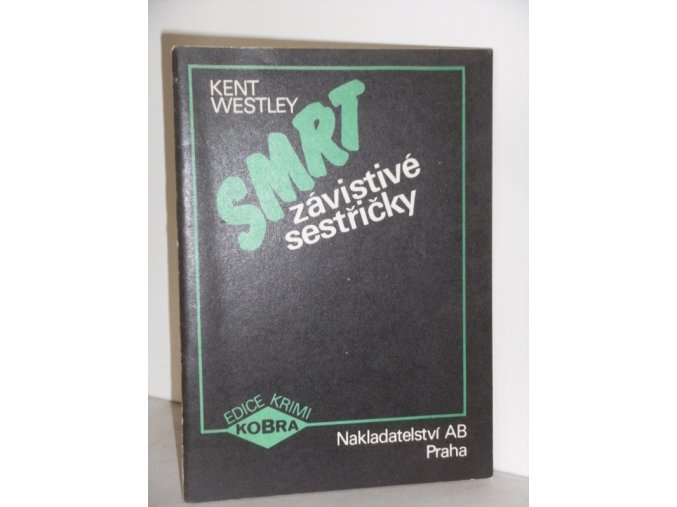 KENT
WESTLEY
SMRT
závistivé
sestřičky
EDICE KRIMI
KOBRA
Nakladatelství AB
Praha